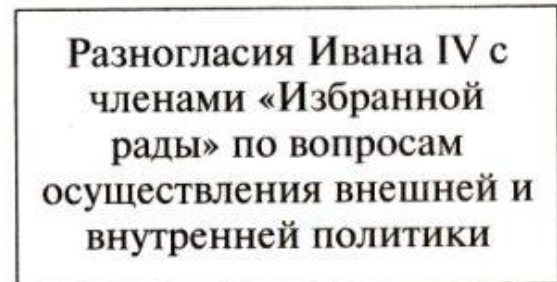 Разногласия Ивана IV с
членами «Избранной
рады» по вопросам
осуществления внешней и
внутренней политики